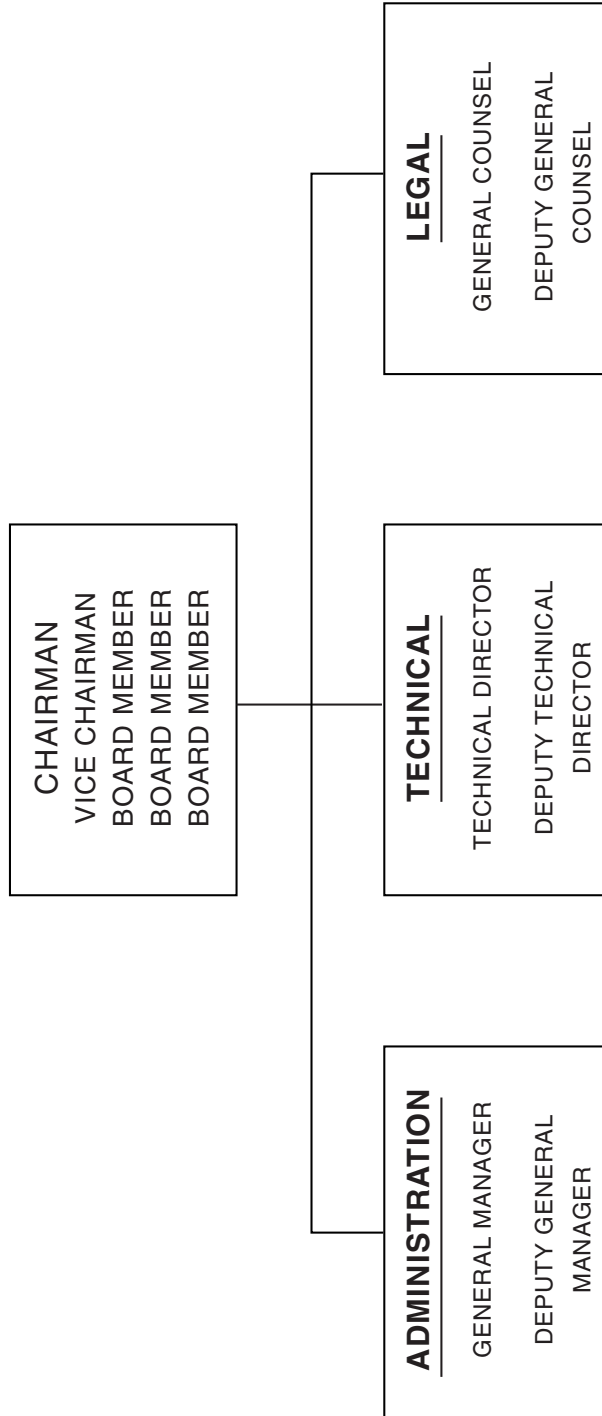 CHAIRMAN
VICE CHAIRMAN
BOARD MEMBER
BOARD MEMBER
BOARD MEMBER
ADMINISTRATION
GENERAL MANAGER
DEPUTY GENERAL
MANAGER
TECHNICAL
TECHNICAL DIRECTOR
DEPUTY TECHNICAL
DIRECTOR
LEGAL
GENERAL COUNSEL
DEPUTY GENERAL
COUNSEL